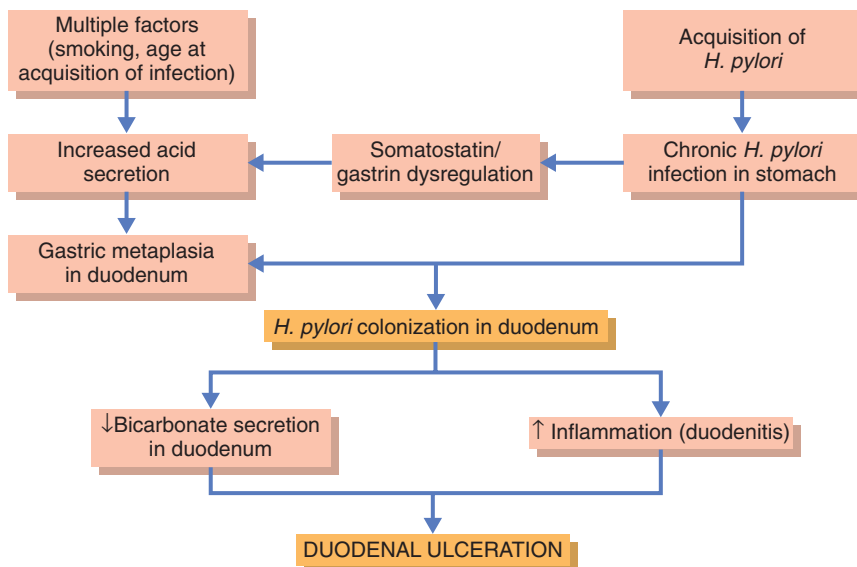 Multiple factors
(smoking, age at
acquisition of infection)
Acquisition of
H. pylori
Increased acid
secretion
Somatostatin/
gastrin dysregulation
Chronic H. pylori
infection in stomach
Gastric metaplasia
in duodenum
H. pylori colonization in duodenum
↓Bicarbonate secretion
in duodenum
↑ Inflammation (duodenitis)
DUODENAL ULCERATION